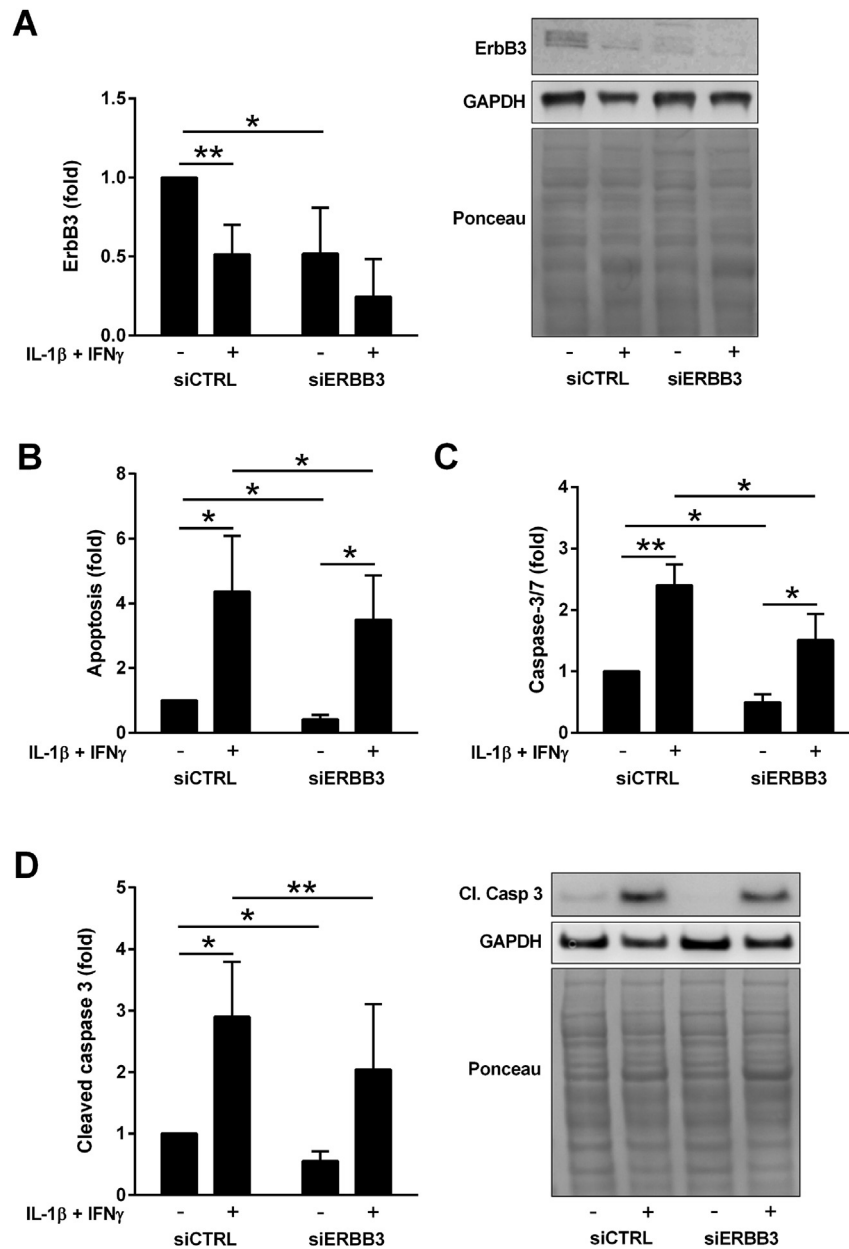 A
ErbB3 (fold)
1.5
1.0
0.5
0.0
*
**
IL-1β + IFNγ - + - +
siCTRL siERBB3
ErbB3
GAPDH
Ponceau
- + - +
siCTRL siERBB3
B
Apoptosis (fold)
8
6
4
2
0
*
*
*
*
IL-1β + IFNγ - + - +
siCTRL siERBB3
C
Caspase-3/7 (fold)
4
3
2
1
0
*
*
**
*
IL-1β + IFNγ - + - +
siCTRL siERBB3
D
Cleaved caspase 3 (fold)
5
4
3
2
1
0
**
*
*
IL-1β + IFNγ - + - +
siCTRL siERBB3
Cl. Casp 3
GAPDH
Ponceau
- + - +
siCTRL siERBB3